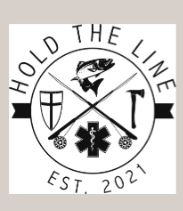 HOLD THE LINE
EST. 2021